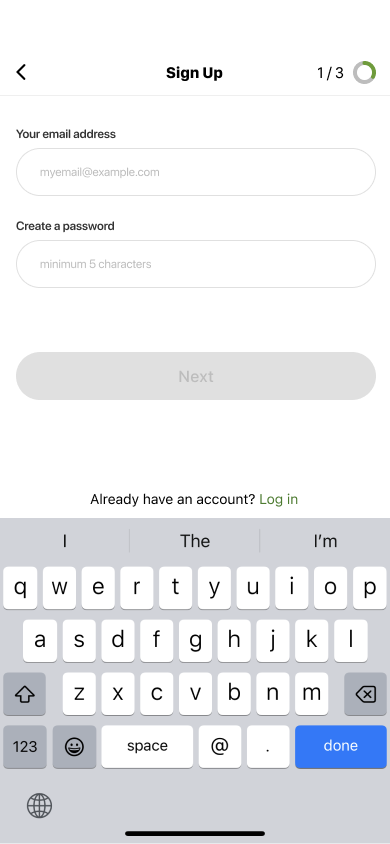 Sign Up
1 / 3
Your email address
myemail@example.com
Create a password
minimum 5 characters
Next
Already have an account? Log in
I The I'm
q w e r t y u i o p
a s d f g h j k l
z x c v b n m
123 space @ . done